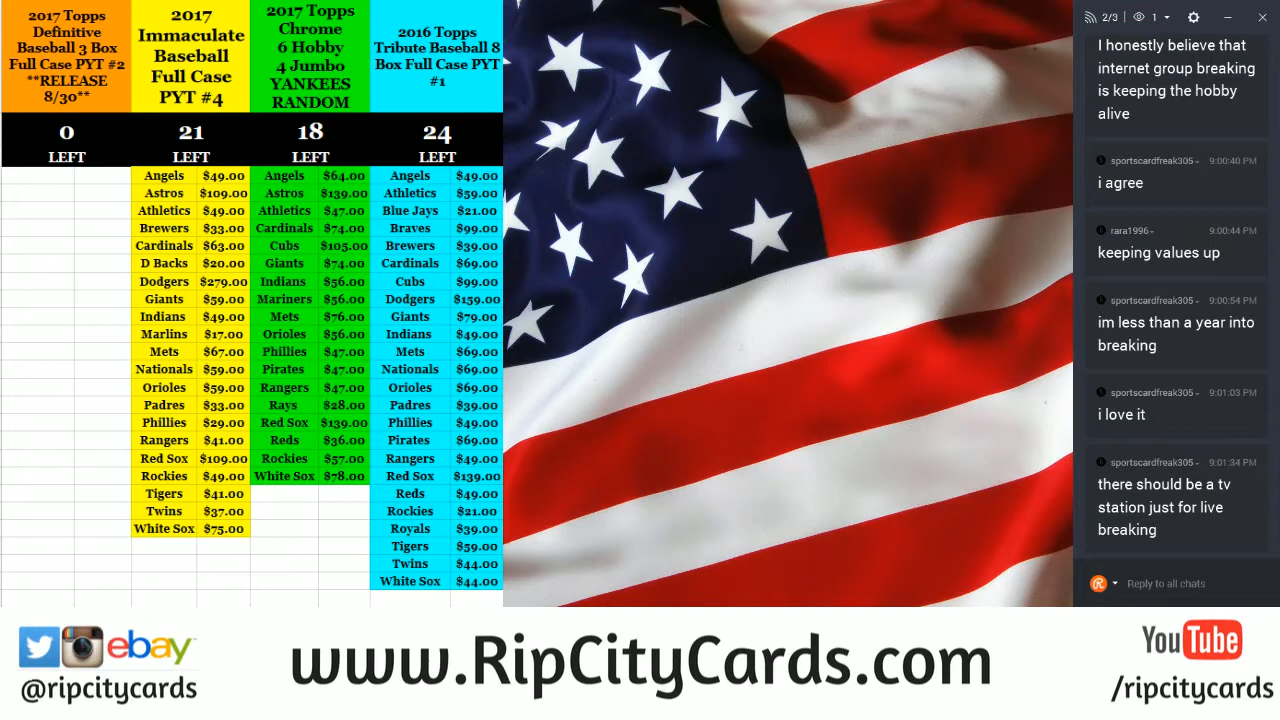 2017 Topps
Definitive
Baseball 3 Box
Full Case PYT #2
**RELEASE
8/30**
0
LEFT
2017
Immaculate
Baseball
Full Case
PYT #4
21
LEFT
Angels $49.00
Astros $109.00
Athletics $49.00
Brewers $33.00
Cardinals $63.00
D Backs $20.00
Dodgers $279.00
Giants $59.00
Indians $49.00
Marlins $17.00
Mets $67.00
Nationals $59.00
Orioles $59.00
Padres $33.00
Phillies $29.00
Rangers $41.00
Red Sox $109.00
Rockies $49.00
Tigers $41.00
Twins $37.00
White Sox $75.00
2017 Topps
Chrome
6 Hobby
4 Jumbo
YANKEES
RANDOM
18
LEFT
Angels $64.00
Astros $139.00
Athletics $47.00
Cardinals $74.00
Cubs $105.00
Giants $74.00
Indians $56.00
Mariners $56.00
Mets $76.00
Orioles $56.00
Phillies $47.00
Pirates $47.00
Rangers $47.00
Rays $28.00
Red Sox $139.00
Reds $36.00
Rockies $57.00
White Sox $78.00
2016 Topps
Tribute Baseball 8
Box Full Case PYT
#1
24
LEFT
Angels $49.00
Athletics $59.00
Blue Jays $21.00
Braves $99.00
Brewers $39.00
Cardinals $69.00
Cubs $99.00
Dodgers $159.00
Giants $79.00
Indians $49.00
Mets $69.00
Nationals $69.00
Orioles $69.00
Padres $39.00
Phillies $49.00
Pirates $69.00
Rangers $49.00
Red Sox $139.00
Reds $49.00
Rockies $21.00
Royals $39.00
Tigers $59.00
Twins $44.00
White Sox $44.00
2/3 1
I honestly believe that
internet group breaking
is keeping the hobby
alive
sportscardfreak305 9:00:40 PM
i agree
rara1996 9:00:44 PM
keeping values up
sportscardfreak305 9:00:54 PM
im less than a year into
breaking
sportscardfreak305 9:01:03 PM
i love it
sportscardfreak305 9:01:34 PM
there should be a tv
station just for live
breaking
Reply to all chats
ebay
@ripcitycards
www.RipCityCards.com
YouTube
/ripcitycards